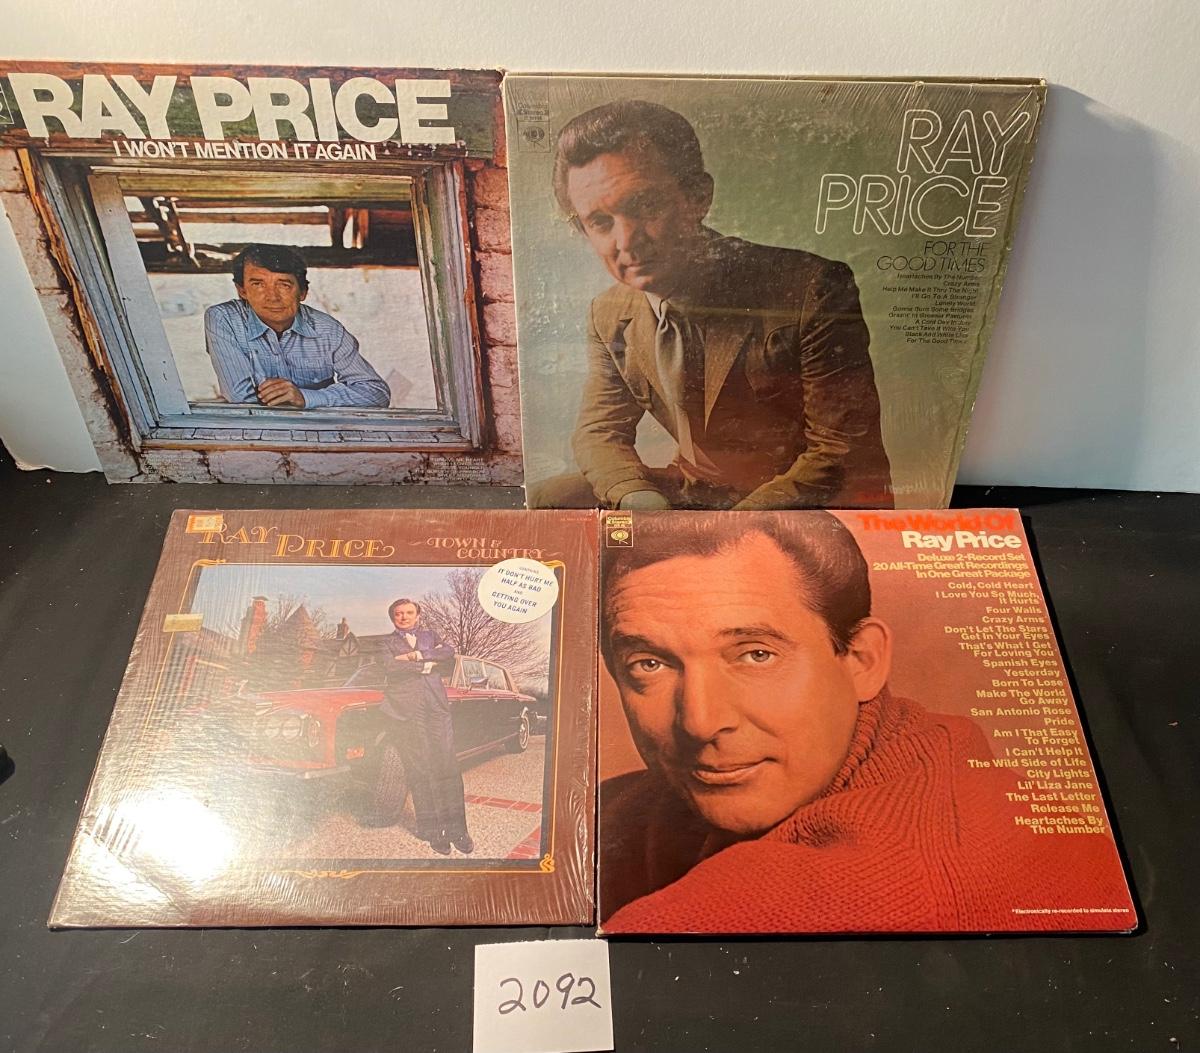 RAY PRICE
I WON'T MENTION IT AGAIN
Columbia
Stereo
RAY
PRICE
FOR THE
GOOD TIMES
Heartaches By The Number
Crazy Arms
Help Me Make It Thru The Night
I'll Go To A Stranger
Lonely World
Gonna Burn Some Bridges
Grazin' In Greener Pastures
A Cold Day In July
You Can't Take It With You
Black And White Lies
For The Good Times
RAY PRICE
TOWN &
COUNTRY
CONTAINS
IT DON'T HURT ME
HALF AS BAD
AND
GETTING OVER
YOU AGAIN
Columbia
Stereo
The World Of
Ray Price
Deluxe 2-Record Set
20 All-Time Great Recordings
In One Great Package
Cold, Cold Heart
I Love You So Much,
It Hurts
Four Walls
Crazy Arms*
Don't Let The Stars
Get In Your Eyes
That's What I Get
For Loving You
Spanish Eyes
Yesterday
Born To Lose
Make The World
Go Away
San Antonio Rose
Pride
Am I That Easy
To Forget
I Can't Help It
The Wild Side of Life
City Lights*
Lil' Liza Jane
The Last Letter
Release Me
Heartaches By
The Number
*Electronically re-recorded to simulate stereo
2092